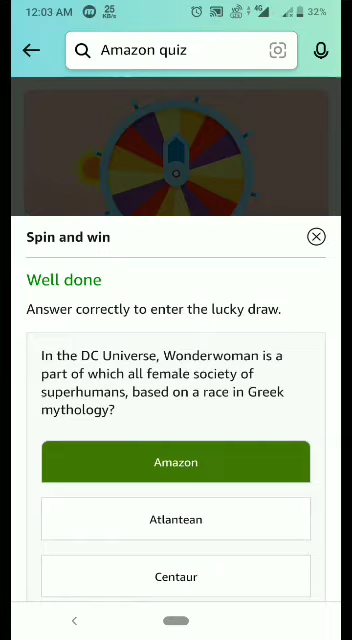 12:03 AM m 25 KB/s 4G 32%
Amazon quiz
Spin and win
Well done
Answer correctly to enter the lucky draw.
In the DC Universe, Wonderwoman is a
part of which all female society of
superhumans, based on a race in Greek
mythology?
Amazon
Atlantean
Centaur